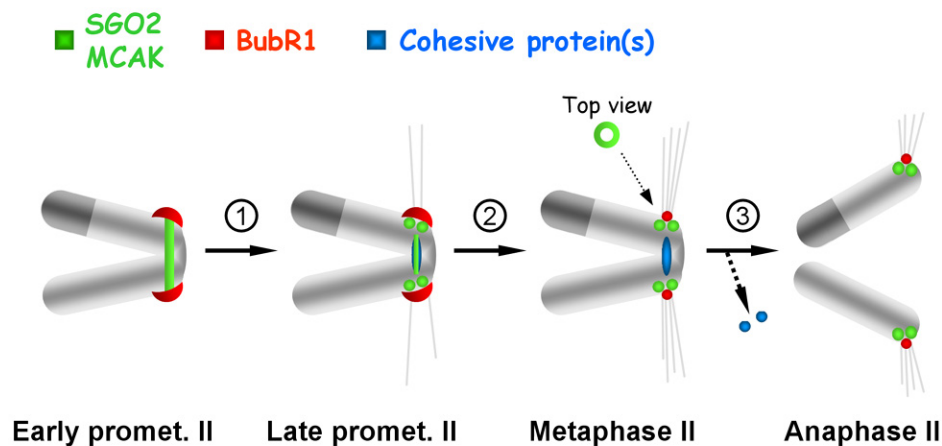 SGO2
MCAK
BubR1
Cohesive protein(s)
Top view
1
2
3
Early promet. II
Late promet. II
Metaphase II
Anaphase II